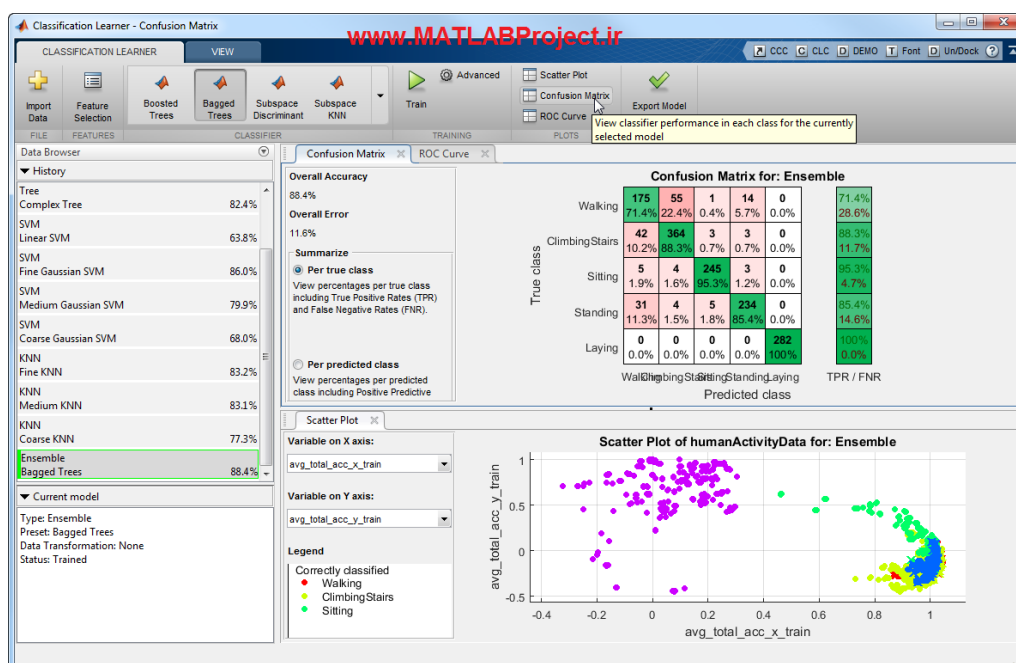 Classification Learner - Confusion Matrix
www.MATLABProject.ir
CLASSIFICATION LEARNER
VIEW
CCC
C CLC
D DEMO
T Font
D Un/Dock
?
Import Data
Feature Selection
Boosted Trees
Bagged Trees
Subspace Discriminant
Subspace KNN
Train
Advanced
Scatter Plot
Confusion Matrix
ROC Curve
Export Model
FILE
FEATURES
CLASSIFIER
TRAINING
PLOTS
View classifier performance in each class for the currently
selected model
Data Browser
History
Tree
Complex Tree 82.4%
SVM
Linear SVM 63.8%
SVM
Fine Gaussian SVM 86.0%
SVM
Medium Gaussian SVM 79.9%
SVM
Coarse Gaussian SVM 68.0%
KNN
Fine KNN 83.2%
KNN
Medium KNN 83.1%
KNN
Coarse KNN 77.3%
Ensemble
Bagged Trees 88.4%
Current model
Type: Ensemble
Preset: Bagged Trees
Data Transformation: None
Status: Trained
Confusion Matrix
ROC Curve
Overall Accuracy
88.4%
Overall Error
11.6%
Summarize
Per true class
View percentages per true class
including True Positive Rates (TPR)
and False Negative Rates (FNR).
Per predicted class
View percentages per predicted
class including Positive Predictive
Confusion Matrix for: Ensemble
True class
Walking
175 55 1 14 0 71.4%
71.4% 22.4% 0.4% 5.7% 0.0% 28.6%
ClimbingStairs
42 364 3 3 0 88.3%
10.2% 88.3% 0.7% 0.7% 0.0% 11.7%
Sitting
5 4 245 3 0 95.3%
1.9% 1.6% 95.3% 1.2% 0.0% 4.7%
Standing
31 4 5 234 0 85.4%
11.3% 1.5% 1.8% 85.4% 0.0% 14.6%
Laying
0 0 0 0 282 100%
0.0% 0.0% 0.0% 0.0% 100% 0.0%
Walking ClimbingStairs Sitting Standing Laying TPR / FNR
Predicted class
Scatter Plot
Variable on X axis:
avg_total_acc_x_train
Variable on Y axis:
avg_total_acc_y_train
Legend
Correctly classified
Walking
ClimbingStairs
Sitting
Scatter Plot of humanActivityData for: Ensemble
avg_total_acc_y_train
1
0.5
0
-0.5
-0.4 -0.2 0 0.2 0.4 0.6 0.8 1
avg_total_acc_x_train